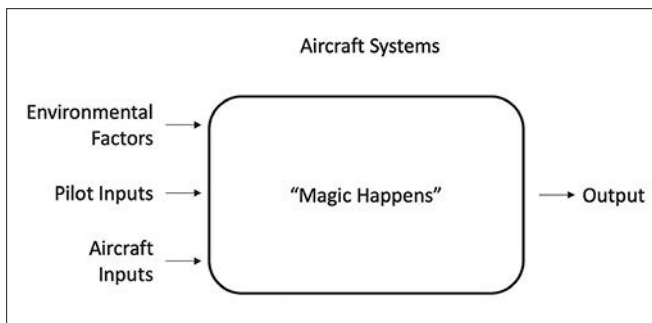 Aircraft Systems
Environmental
Factors
Pilot Inputs
Aircraft
Inputs
“Magic Happens”
Output